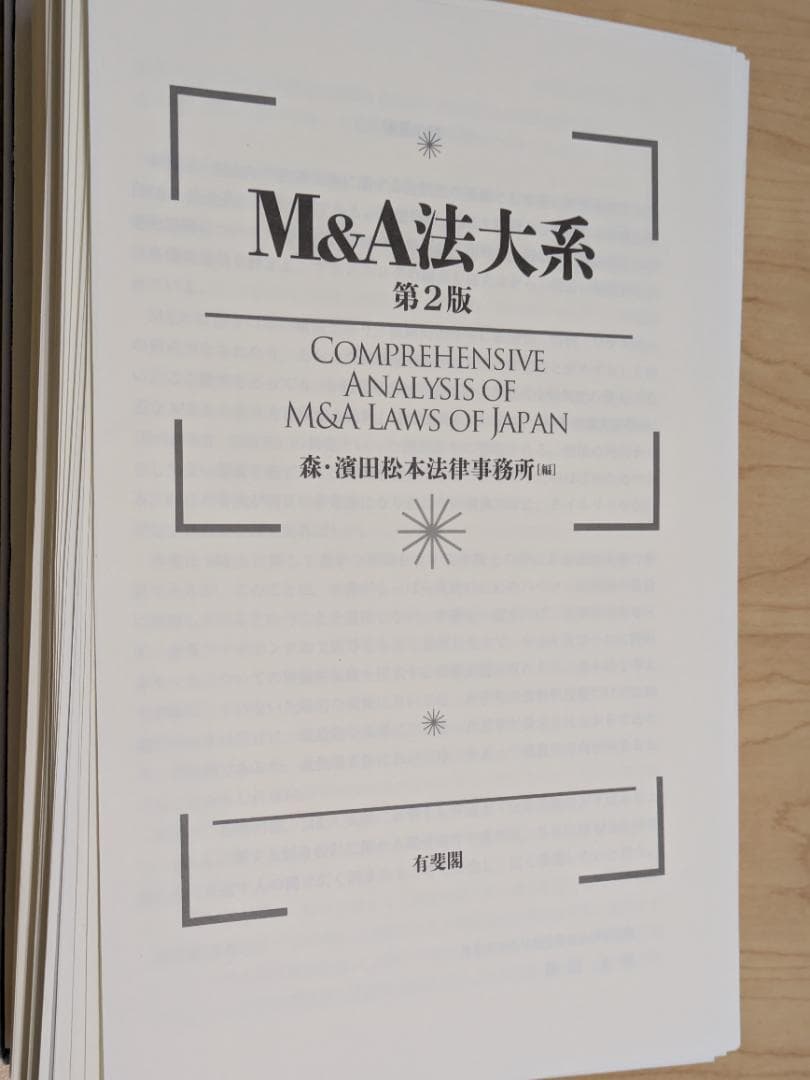 M&A法大系
第2版
COMPREHENSIVE
ANALYSIS OF
M&A LAWS OF JAPAN
森・濱田松本法律事務所[編]
有斐閣